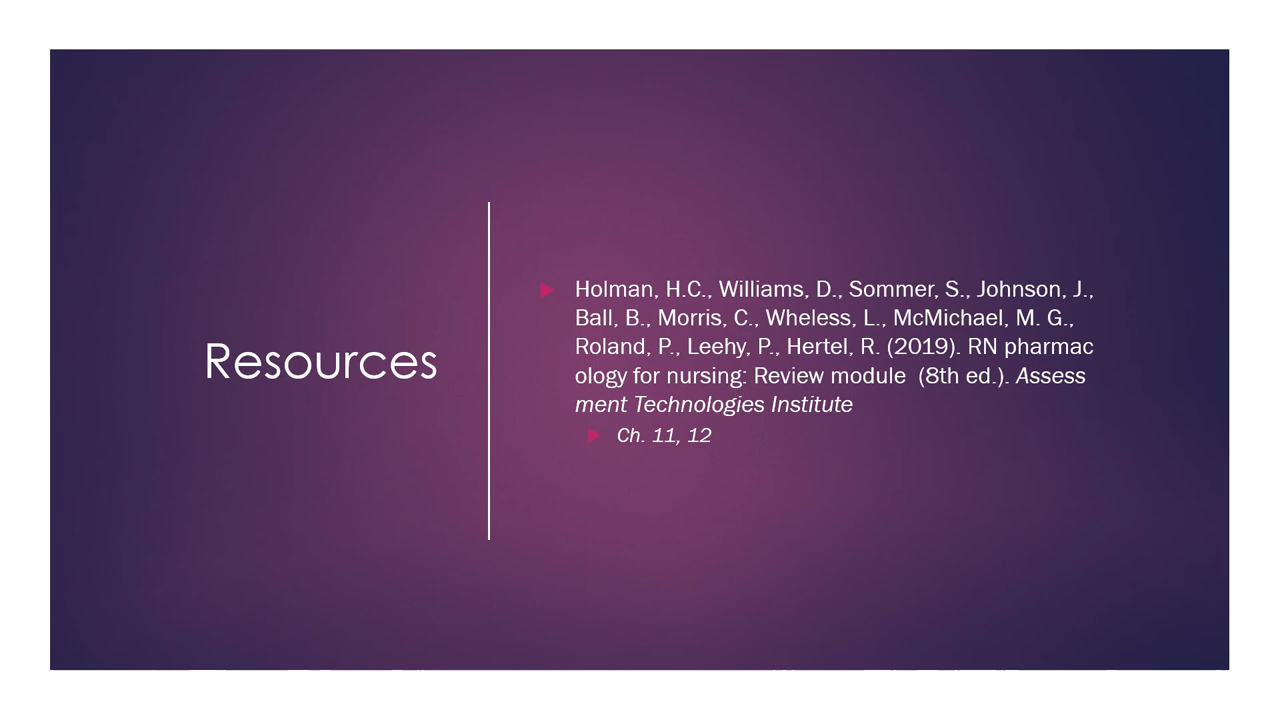 Resources
Holman, H.C., Williams, D., Sommer, S., Johnson, J.,
Ball, B., Morris, C., Wheless, L., McMichael, M. G.,
Roland, P., Leehy, P., Hertel, R. (2019). RN pharmac
ology for nursing: Review module (8th ed.). Assess
ment Technologies Institute
Ch. 11, 12